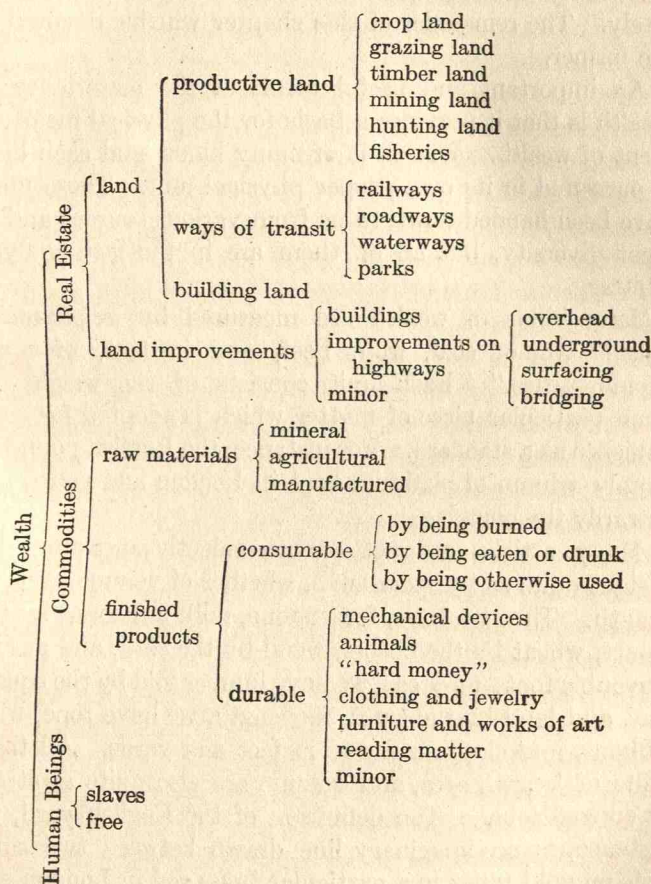 Wealth
Real Estate
land
productive land
crop land
grazing land
timber land
mining land
hunting land
fisheries
ways of transit
railways
roadways
waterways
parks
building land
land improvements
buildings
improvements on
highways
minor
overhead
underground
surfacing
bridging
Commodities
raw materials
mineral
agricultural
manufactured
finished
products
consumable
by being burned
by being eaten or drunk
by being otherwise used
durable
mechanical devices
animals
“hard money”
clothing and jewelry
furniture and works of art
reading matter
minor
Human Beings
slaves
free